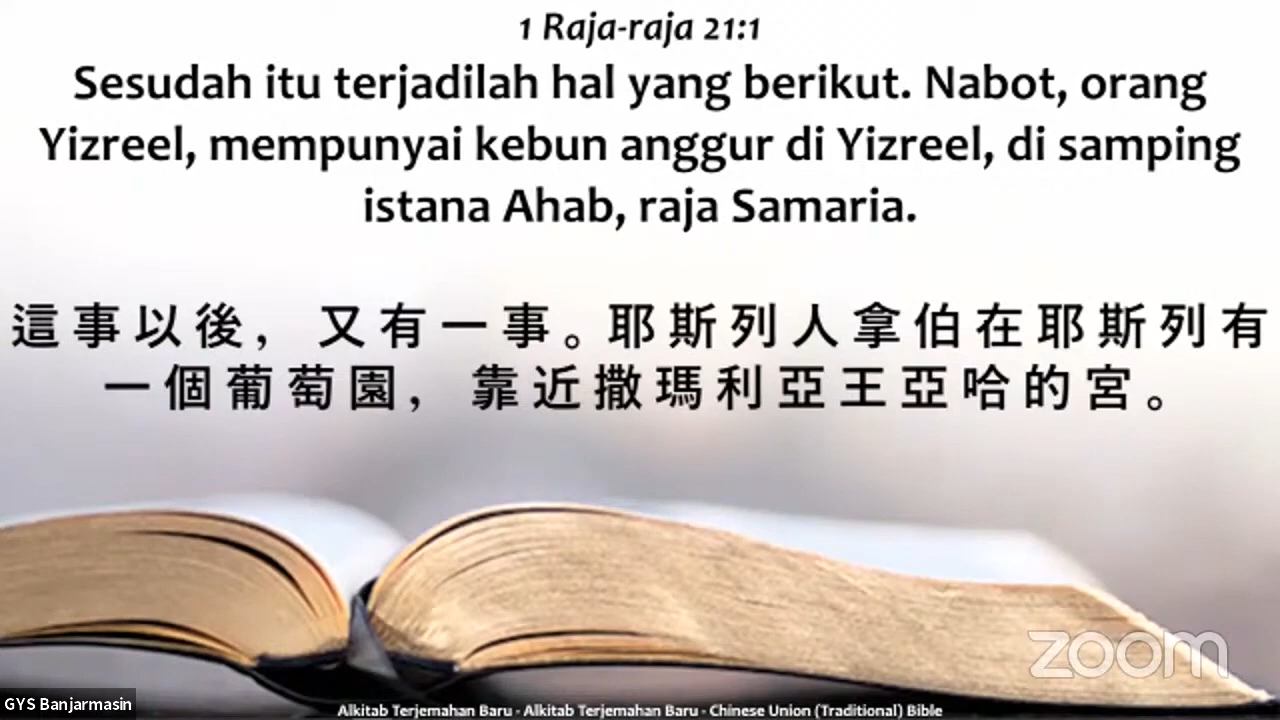 1 Raja-raja 21:1
Sesudah itu terjadilah hal yang berikut. Nabot, orang
Yizreel, mempunyai kebun anggur di Yizreel, di samping
istana Ahab, raja Samaria.
這事以後，又有一事。耶斯列人拿伯在耶斯列有
一個葡萄園，靠近撒瑪利亞王亞哈的宮。
zoom
GYS Banjarmasin
Alkitab Terjemahan Baru - Alkitab Terjemahan Baru - Chinese Union (Traditional) Bible